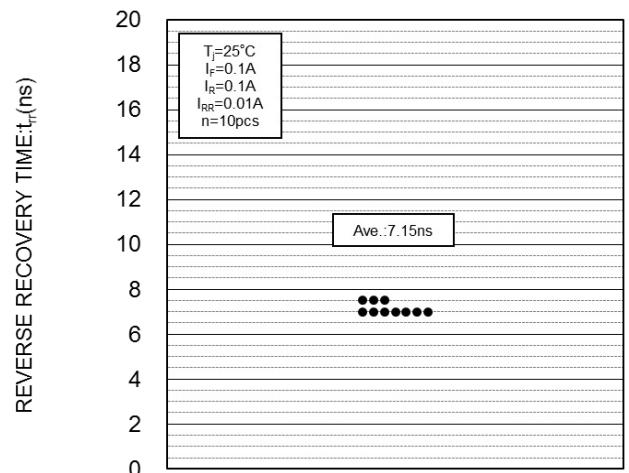 REVERSE RECOVERY TIME:trr(ns)
20
18
16
14
12
10
8
6
4
2
0
Tj=25°C
IF=0.1A
IR=0.1A
IRR=0.01A
n=10pcs
Ave.:7.15ns